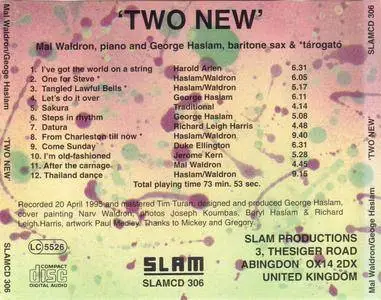 'TWO NEW'
Mal Waldron, piano and George Haslam, baritone sax & *tárogató
1. I've got the world on a string Harold Arlen 6.31
2. One for Steve * Haslam/Waldron 6.05
3. Tangled Lawful Bells * Haslam/Waldron 5.17
4. Let's do it over George Haslam 6.11
5. Sakura Traditional 4.14
6. Steps in rhythm George Haslam 5.08
7. Datura Richard Leigh Harris 4.48
8. From Charleston till now * Haslam/Waldron 9.40
9. Come Sunday Duke Ellington 6.49
10. I'm old-fashioned Jerome Kern 5.28
11. After the carnage Mal Waldron 4.45
12. Thailand dance Haslam/Waldron 9.15
Total playing time 73 min. 53 sec.
Recorded 20 April 1995 and mastered Tim Turan, designed and produced George Haslam,
cover painting Narv Waldron, Photos Joseph Koumbas, Beryl Haslam & Richard
Leigh Harris, artwork Paul Medley. Thanks to Mickey and Gregory.
LC 5526
COMPACT
disc
DIGITAL AUDIO
SLAM
SLAMCD 306
SLAM PRODUCTIONS
3, THESIGER ROAD
ABINGDON OX14 2DX
UNITED KINGDOM
Mal Waldron/George Haslam 'TWO NEW' SLAMCD 306
Mal Waldron/George Haslam 'TWO NEW' SLAMCD 306